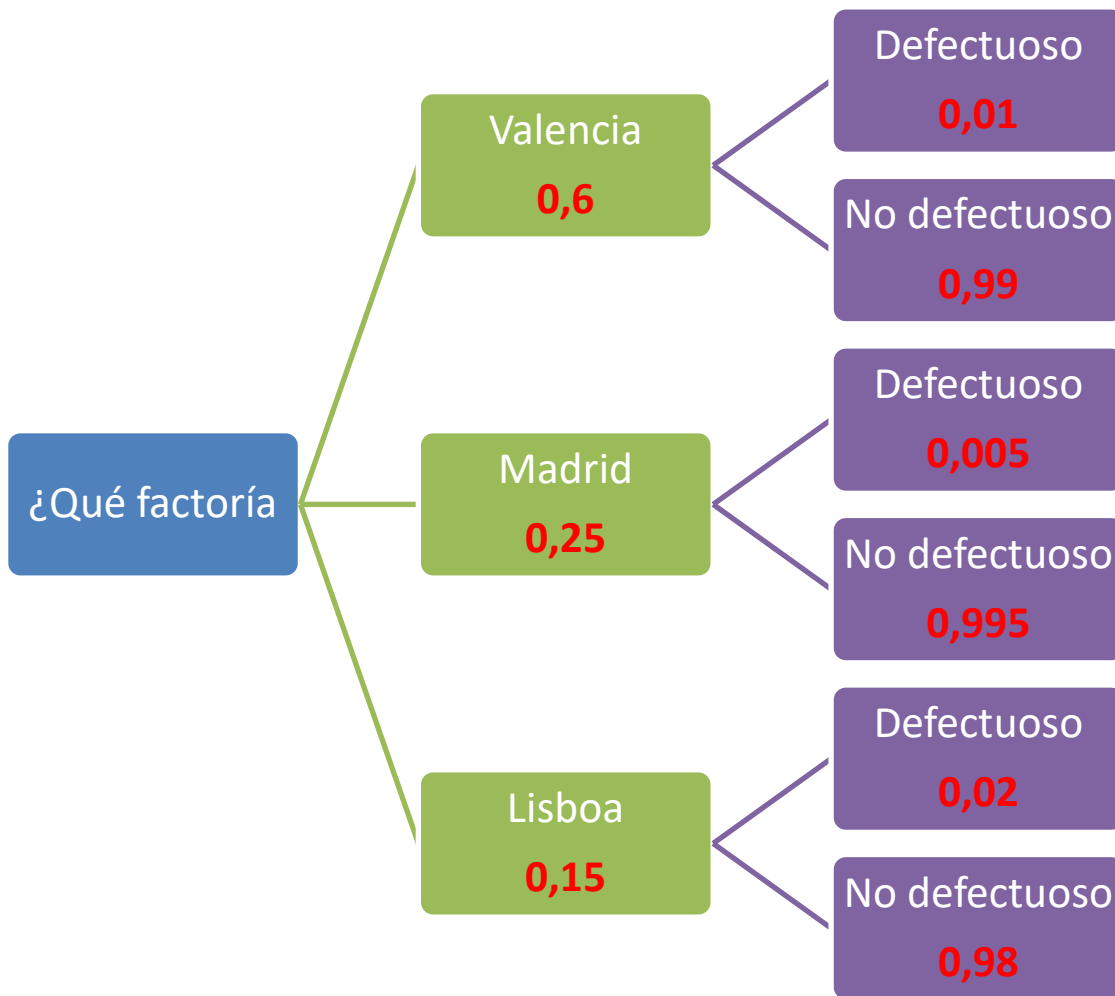 ¿Qué factoría
Valencia
0,6
Defectuoso
0,01
No defectuoso
0,99
Madrid
0,25
Defectuoso
0,005
No defectuoso
0,995
Lisboa
0,15
Defectuoso
0,02
No defectuoso
0,98